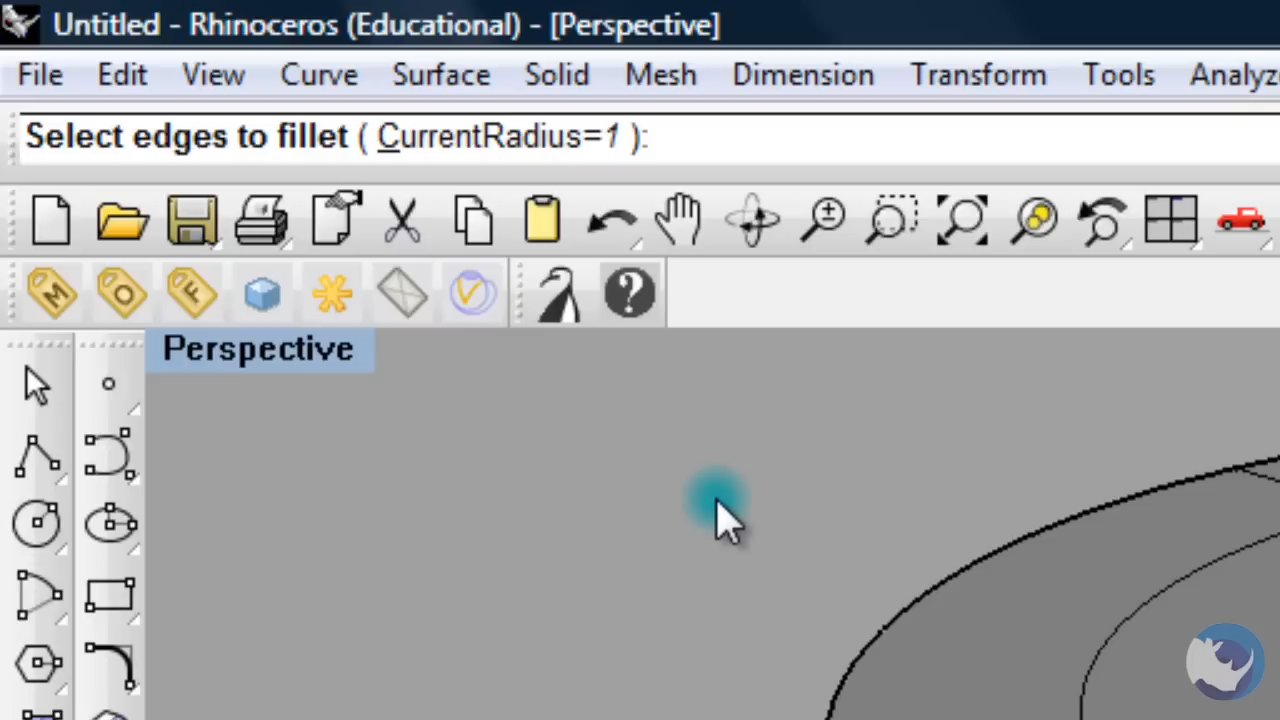 Untitled - Rhinoceros (Educational) - [Perspective]
File Edit View Curve Surface Solid Mesh Dimension Transform Tools Analyz
Select edges to fillet ( CurrentRadius=1 ):
M O F
Perspective